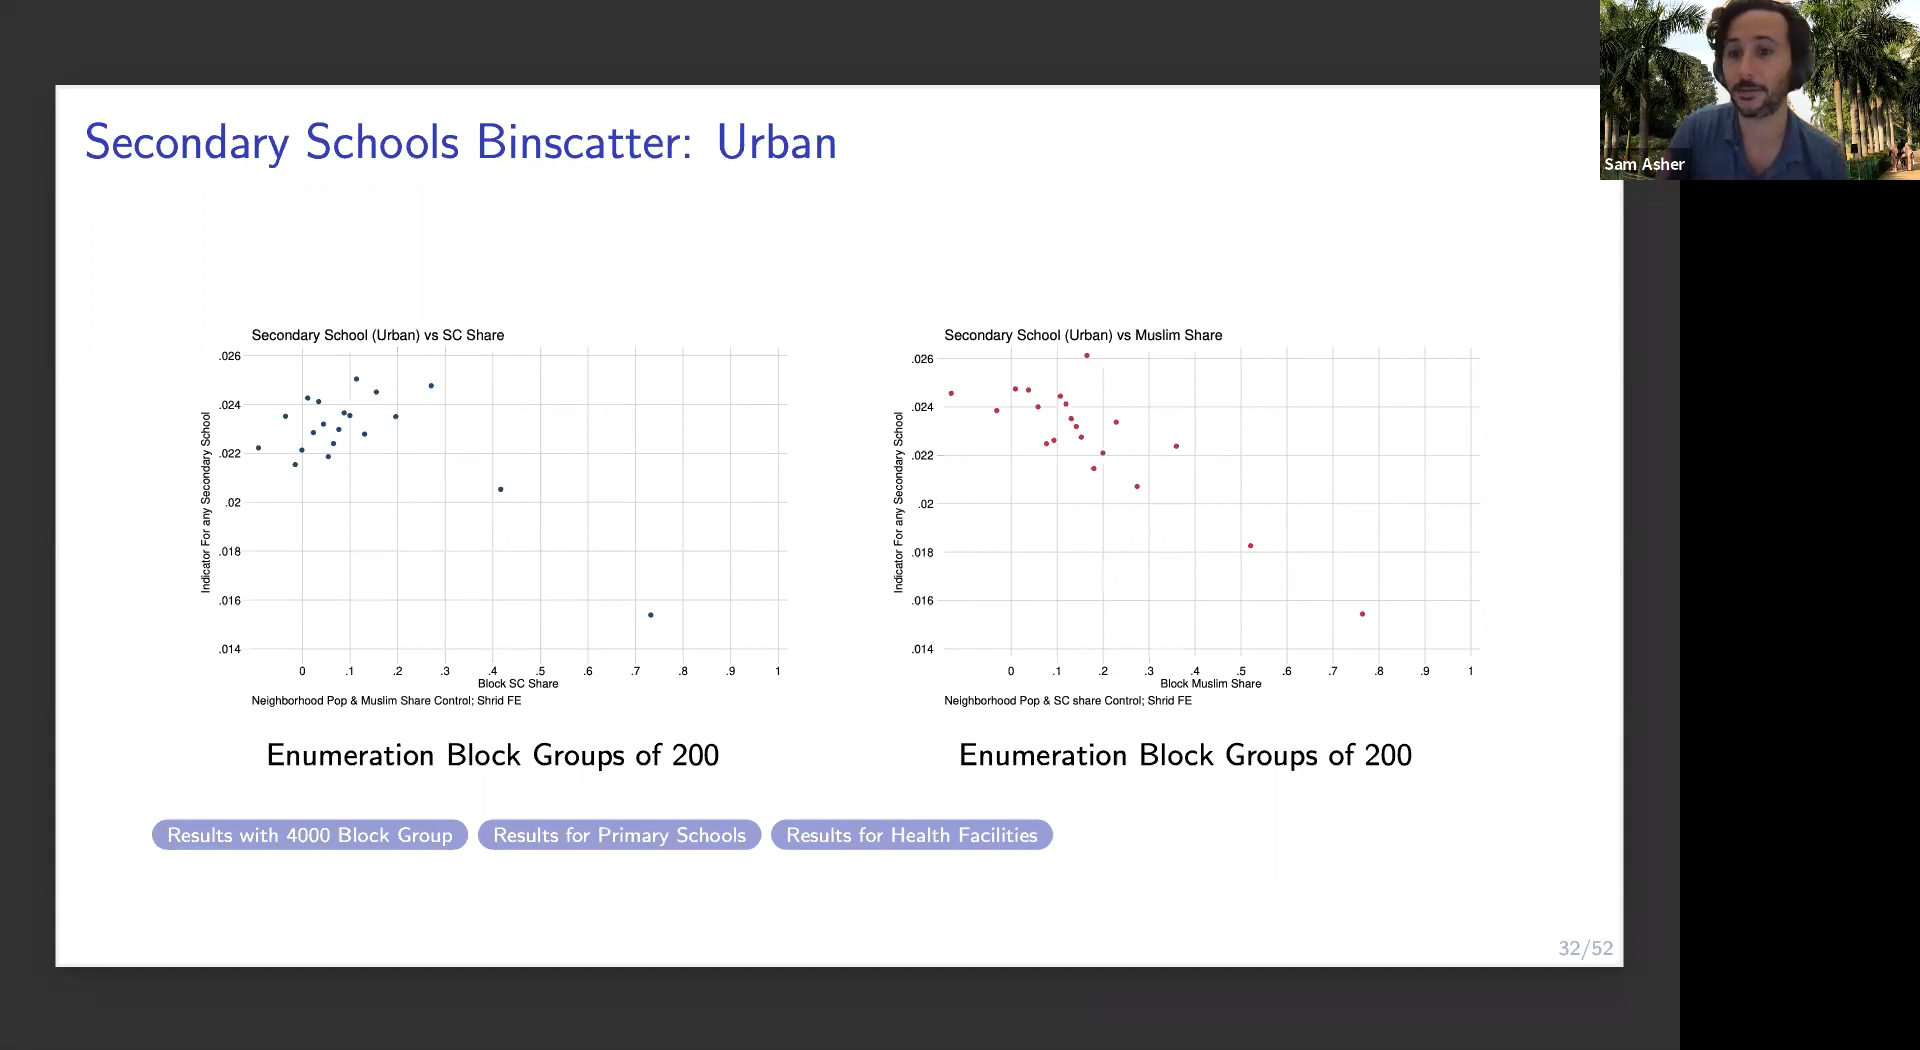 Sam Asher
Secondary Schools Binscatter: Urban
Secondary School (Urban) vs SC Share
Indicator For any Secondary School
.026
.024
.022
.02
.018
.016
.014
0 .1 .2 .3 .4 .5 .6 .7 .8 .9 1
Block SC Share
Neighborhood Pop & Muslim Share Control; Shrid FE
Enumeration Block Groups of 200
Secondary School (Urban) vs Muslim Share
Indicator For any Secondary School
.026
.024
.022
.02
.018
.016
.014
0 .1 .2 .3 .4 .5 .6 .7 .8 .9 1
Block Muslim Share
Neighborhood Pop & SC share Control; Shrid FE
Enumeration Block Groups of 200
Results with 4000 Block Group Results for Primary Schools Results for Health Facilities
32/52